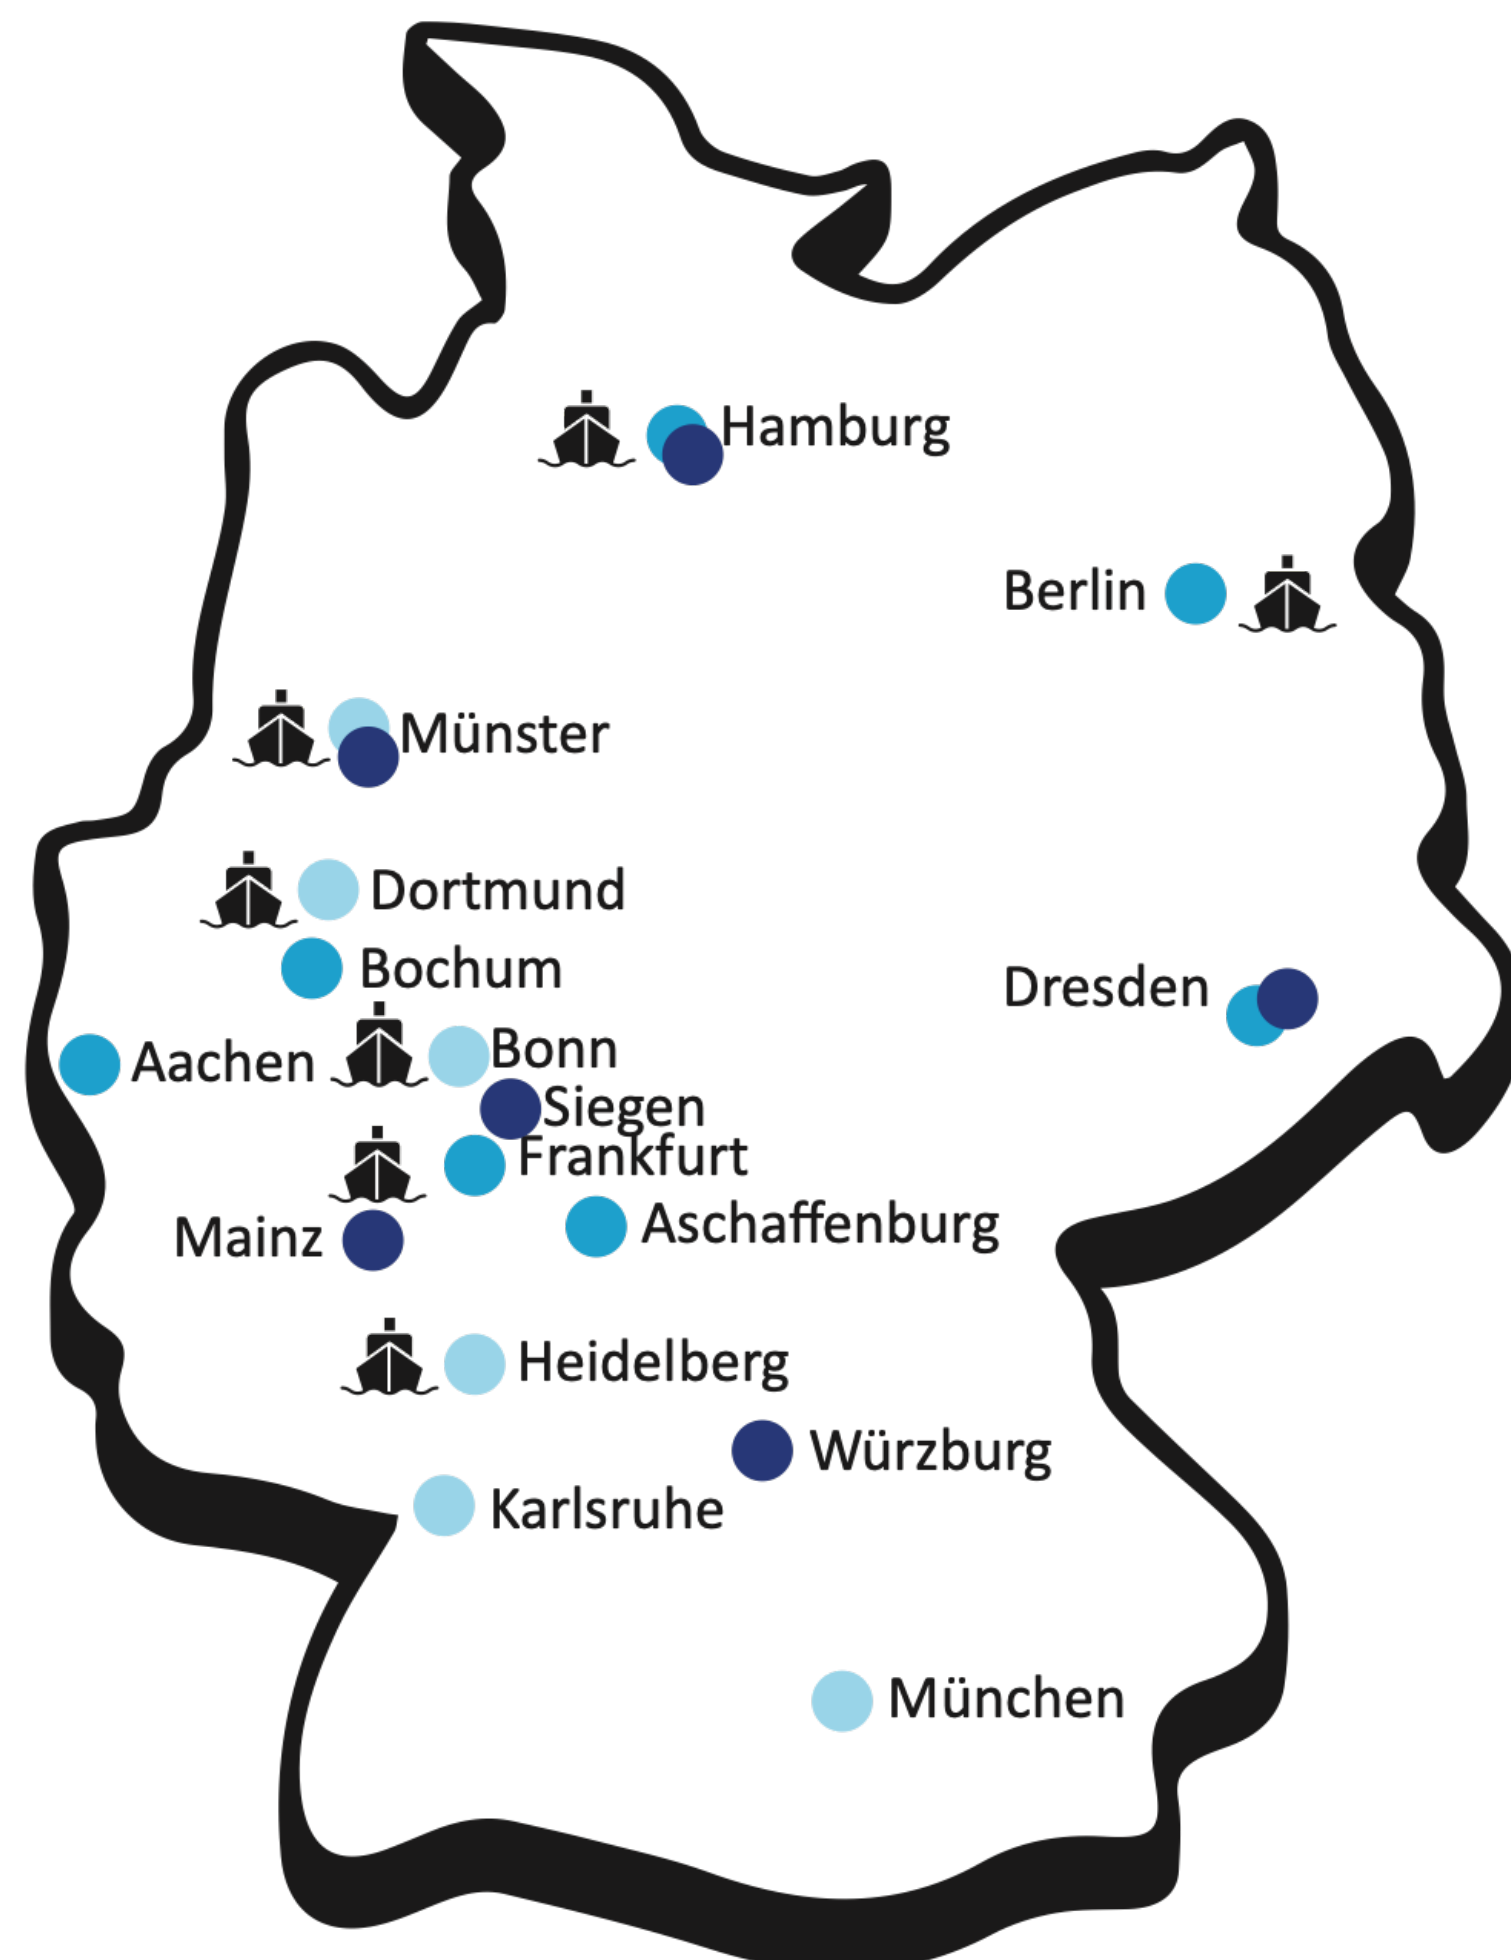 Hamburg
Berlin
Münster
Dortmund
Bochum
Dresden
Bonn
Aachen
Siegen
Frankfurt
Aschaffenburg
Mainz
Heidelberg
Würzburg
Karlsruhe
München